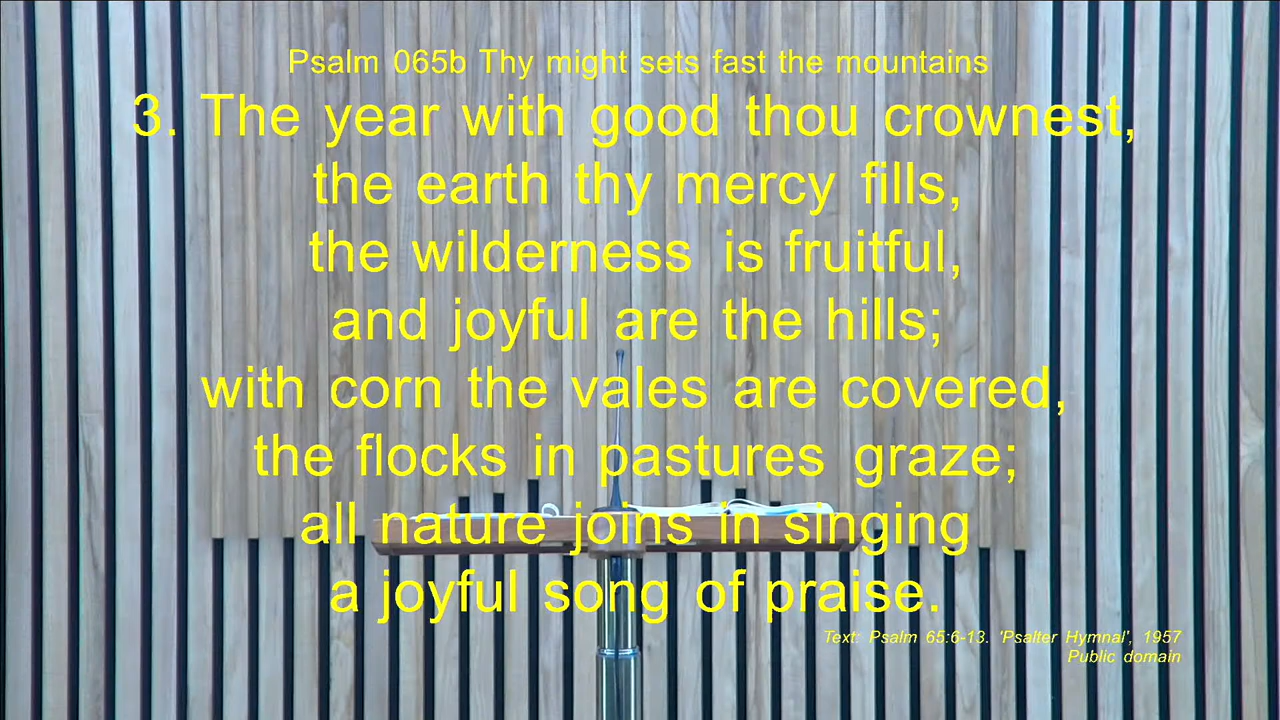 Psalm 065b Thy might sets fast the mountains
3. The year with good thou crownest,
the earth thy mercy fills,
the wilderness is fruitful,
and joyful are the hills;
with corn the vales are covered,
the flocks in pastures graze;
all nature joins in singing
a joyful song of praise.
Text: Psalm 65:6-13. 'Psalter Hymnal', 1957
Public domain